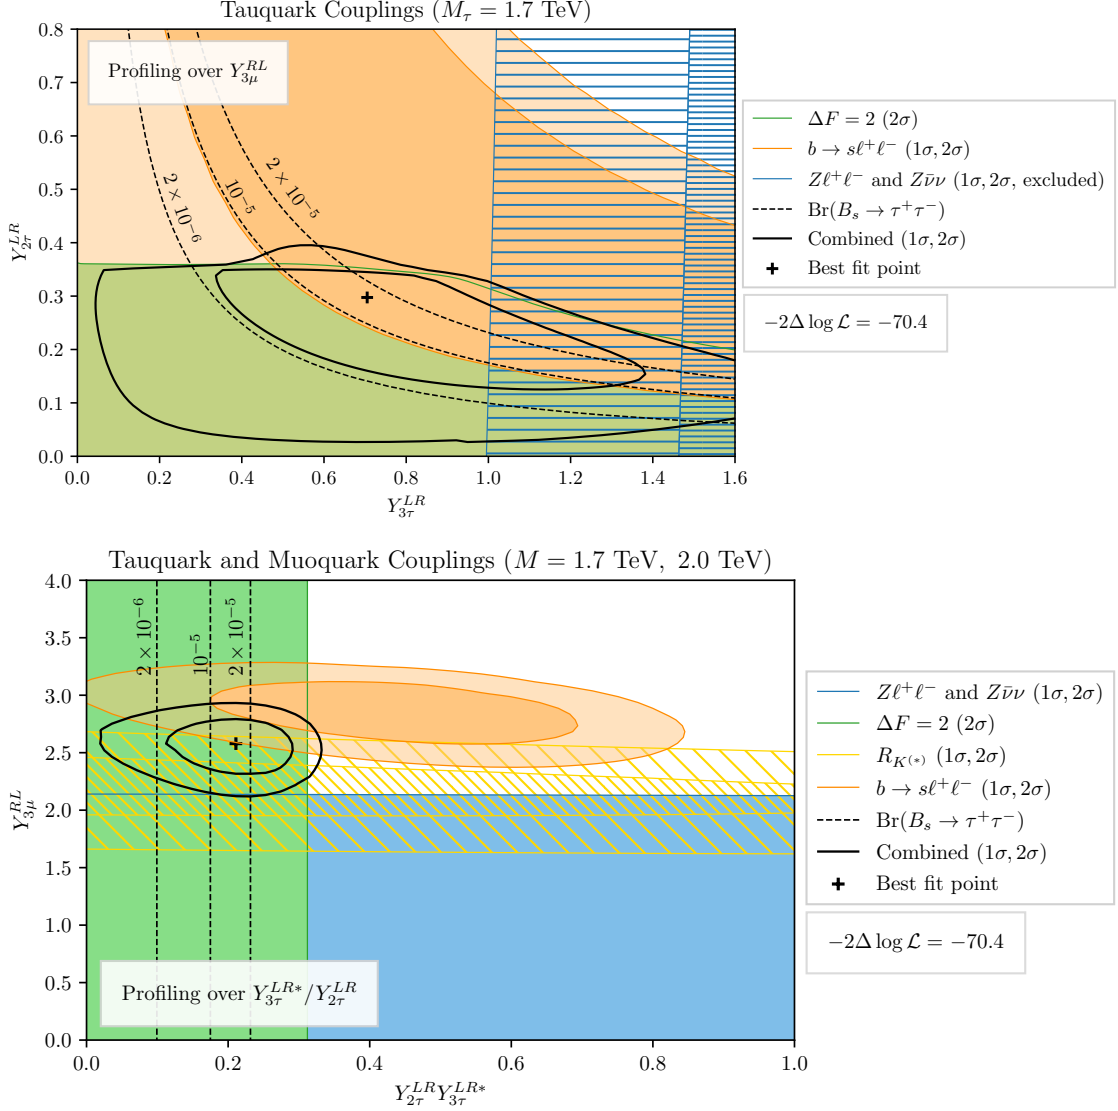 Tauquark Couplings (M_τ = 1.7 TeV)
Profiling over Y_{3μ}^{RL}
0.8
0.7
0.6
0.5
0.4
0.3
0.2
0.1
0.0
Y_{2τ}^{LR}
2 × 10^{-6}
10^{-5}
2 × 10^{-5}
0.0 0.2 0.4 0.6 0.8 1.0 1.2 1.4 1.6
Y_{3τ}^{LR}
ΔF = 2 (2σ)
b → sℓ^+ℓ^- (1σ, 2σ)
Zℓ^+ℓ^- and Zν̄ν (1σ, 2σ, excluded)
Br(B_s → τ^+τ^-)
Combined (1σ, 2σ)
Best fit point
−2Δ log ℒ = −70.4
Tauquark and Muoquark Couplings (M = 1.7 TeV, 2.0 TeV)
4.0
3.5
3.0
2.5
2.0
1.5
1.0
0.5
0.0
Y_{3μ}^{RL}
2 × 10^{-6}
10^{-5}
2 × 10^{-5}
Profiling over Y_{3τ}^{LR*}/Y_{2τ}^{LR}
0.0 0.2 0.4 0.6 0.8 1.0
Y_{2τ}^{LR}Y_{3τ}^{LR*}
Zℓ^+ℓ^- and Zν̄ν (1σ, 2σ)
ΔF = 2 (2σ)
R_{K^{(*)}} (1σ, 2σ)
b → sℓ^+ℓ^- (1σ, 2σ)
Br(B_s → τ^+τ^-)
Combined (1σ, 2σ)
Best fit point
−2Δ log ℒ = −70.4